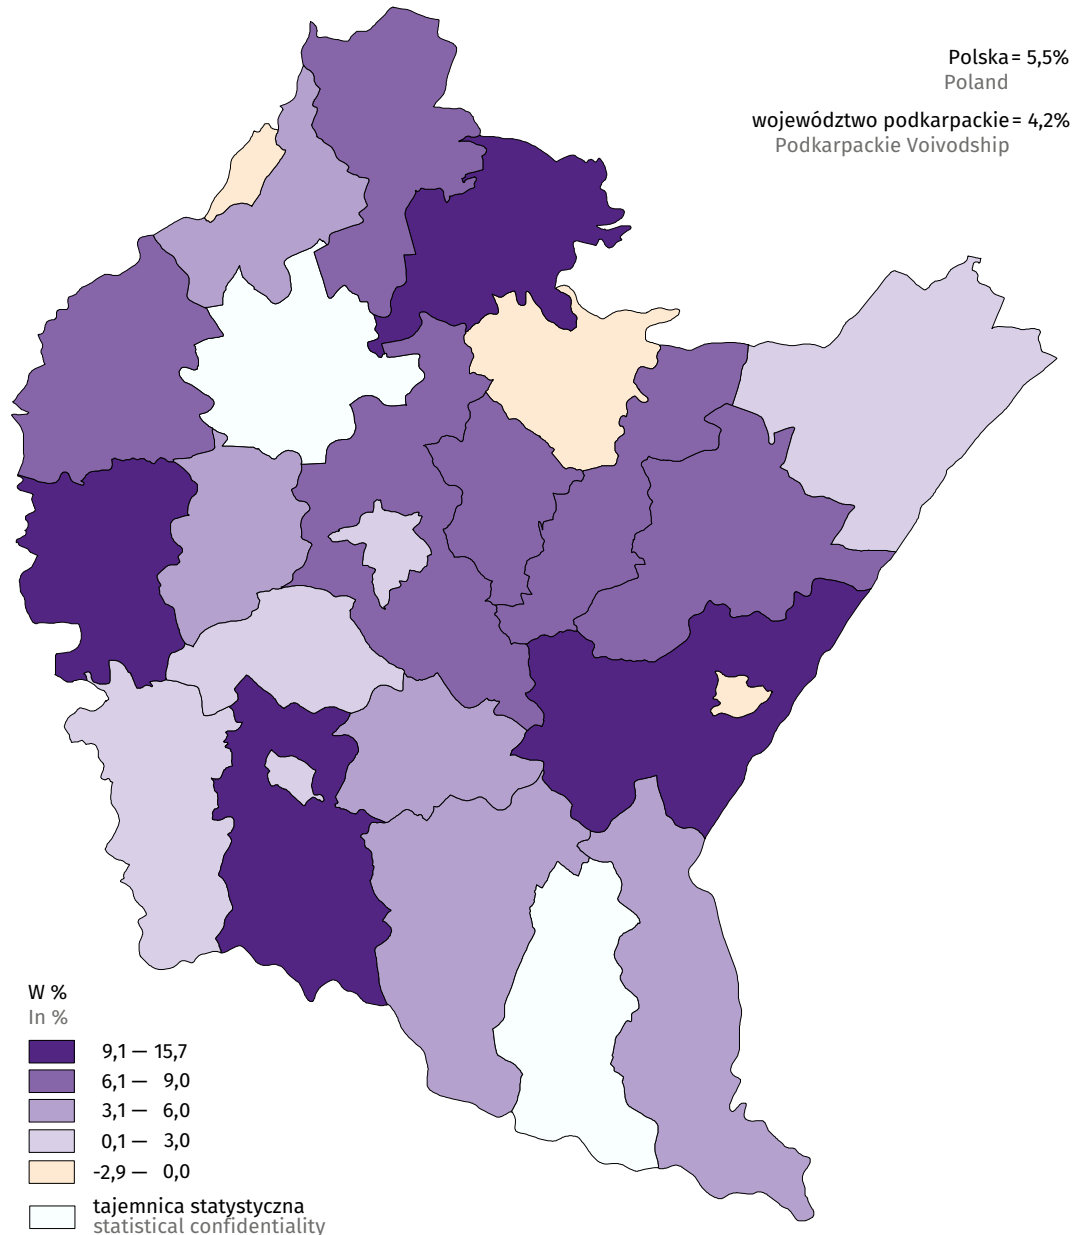 Polska= 5,5%
Poland
województwo podkarpackie= 4,2%
Podkarpackie Voivodship
W %
In %
9,1 — 15,7
6,1 — 9,0
3,1 — 6,0
0,1 — 3,0
-2,9 — 0,0
tajemnica statystyczna
statistical confidentiality